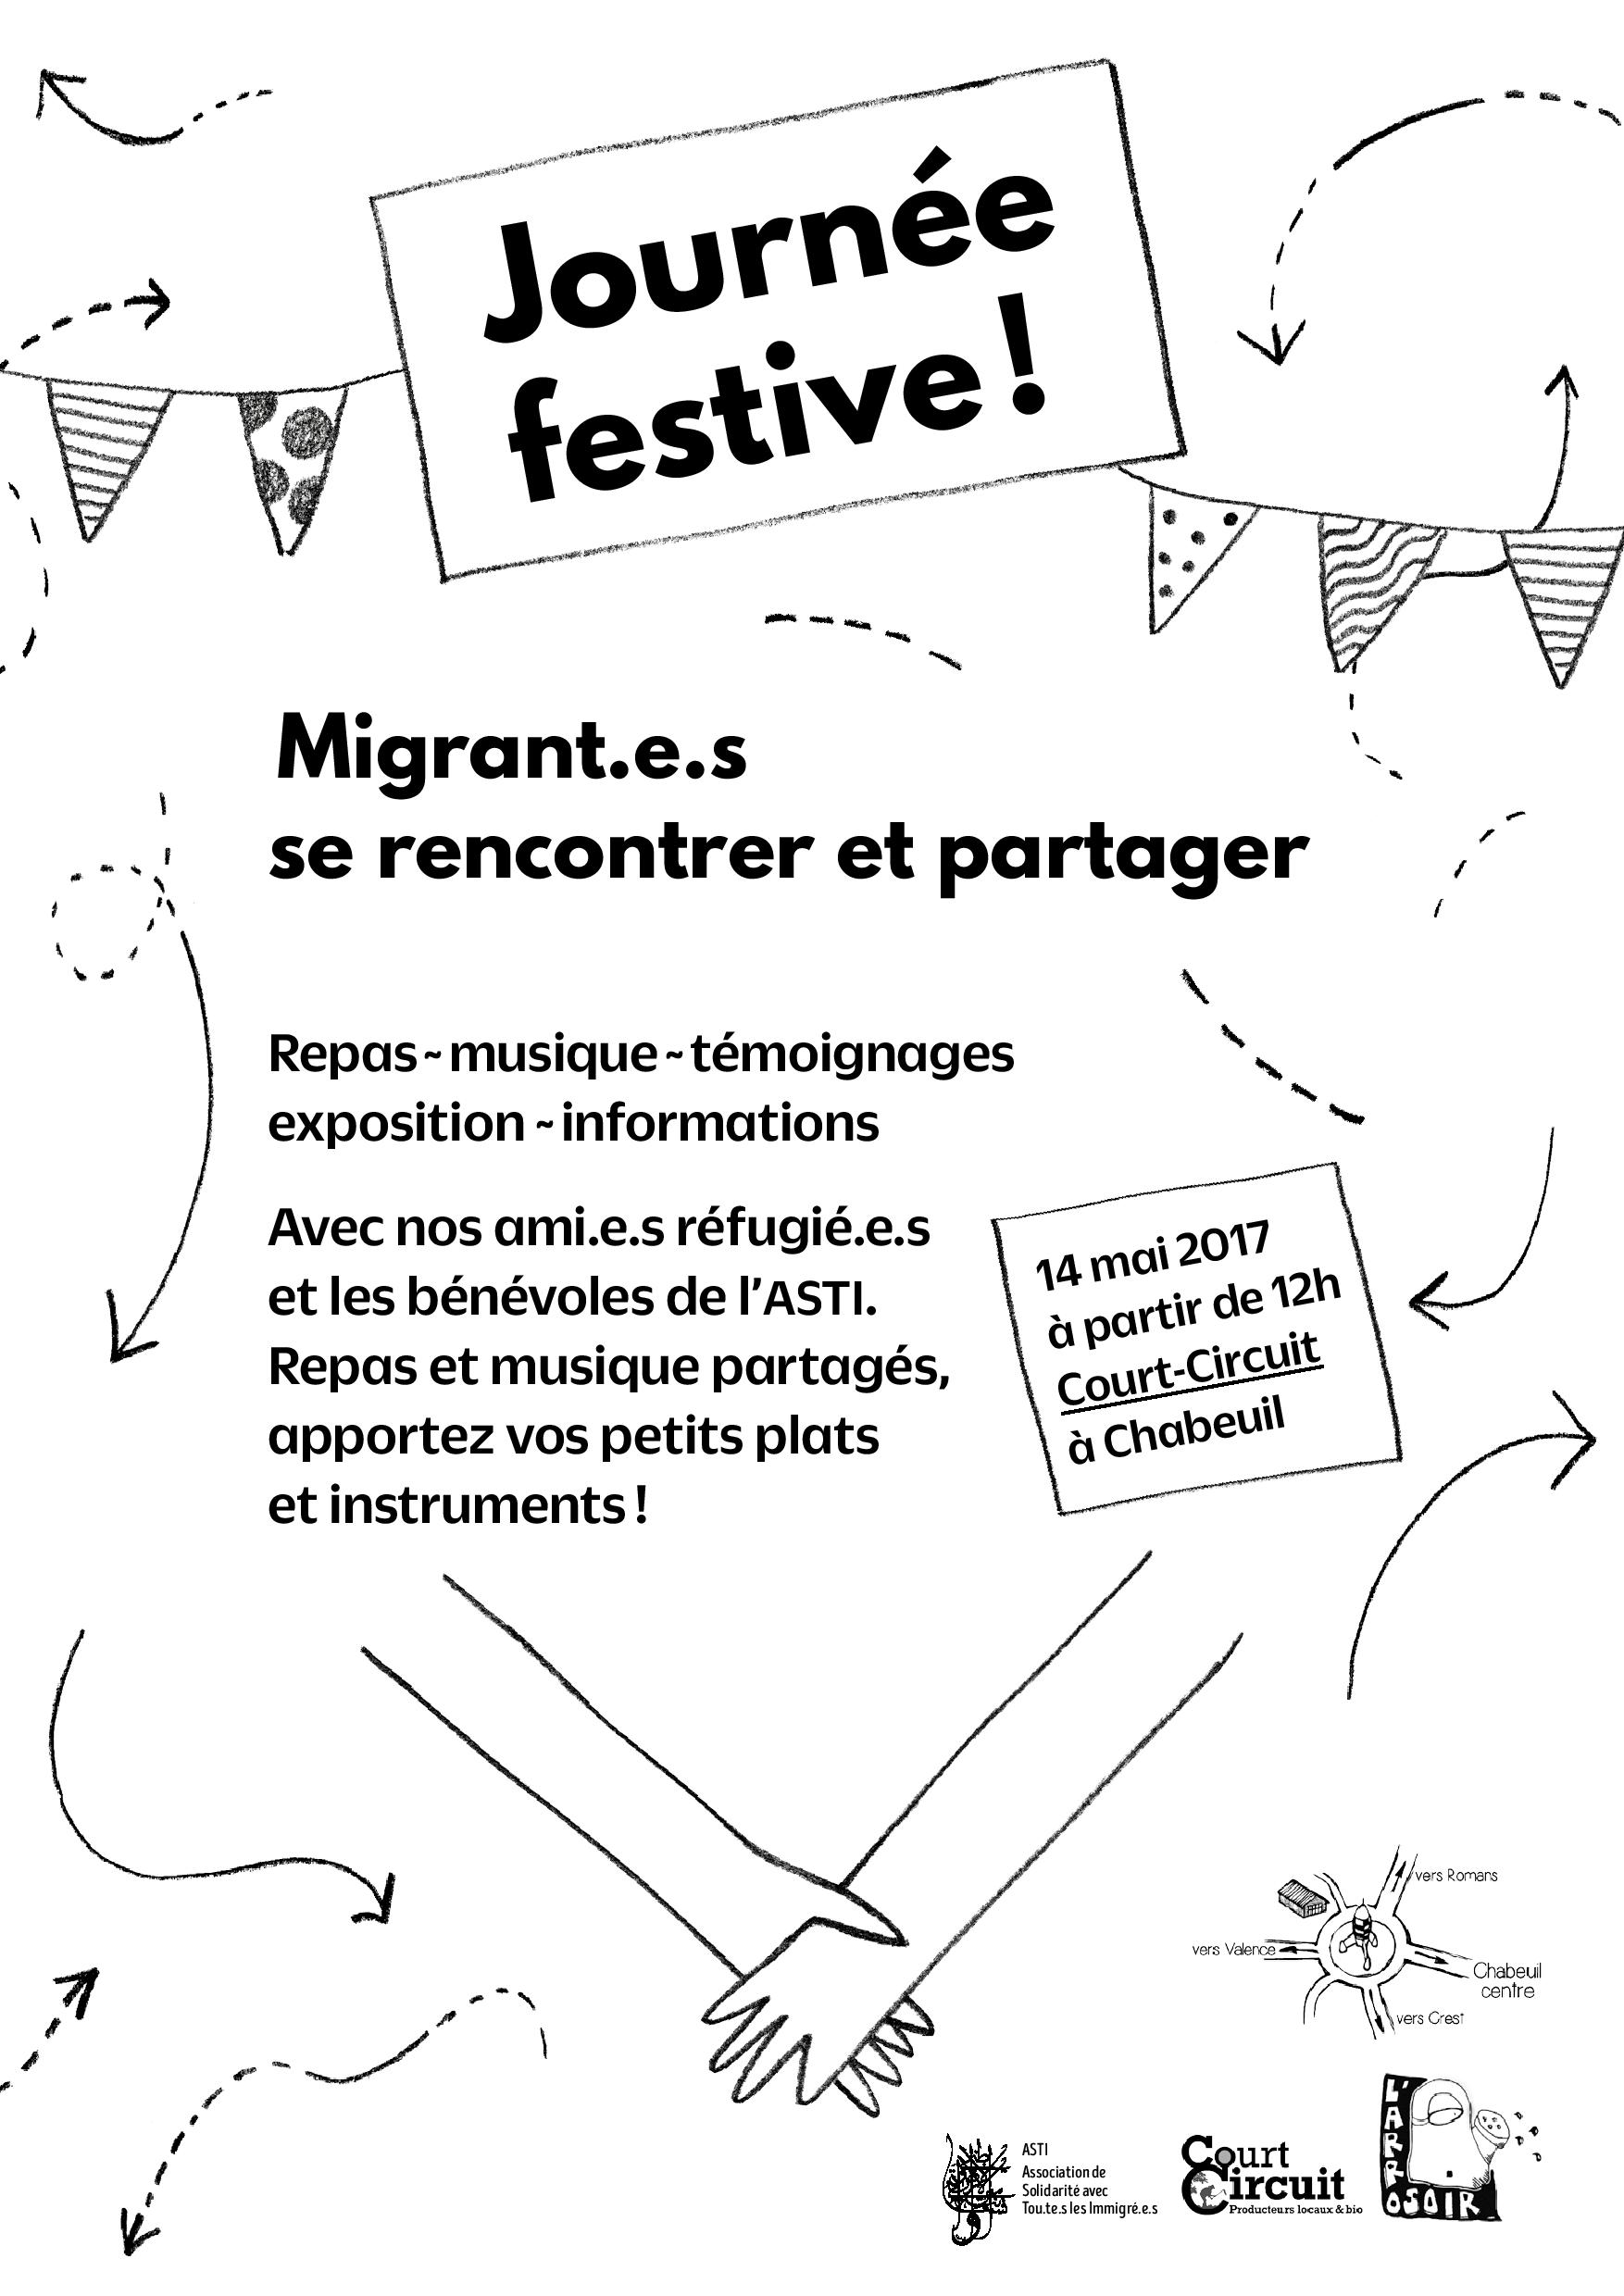 Journée
festive !
Migrant.e.s
se rencontrer et partager
Repas ~ musique ~ témoignages
exposition ~ informations
Avec nos ami.e.s réfugié.e.s
et les bénévoles de l’ASTI.
Repas et musique partagés,
apportez vos petits plats
et instruments !
14 mai 2017
à partir de 12h
Court-Circuit
à Chabeuil
vers Romans
vers Valence
Chabeuil
centre
vers Crest
ASTI
Association de
Solidarité avec
Tou.te.s les Immigré.e.s
Court
Circuit
Producteurs locaux & bio
L'ARROSOIR